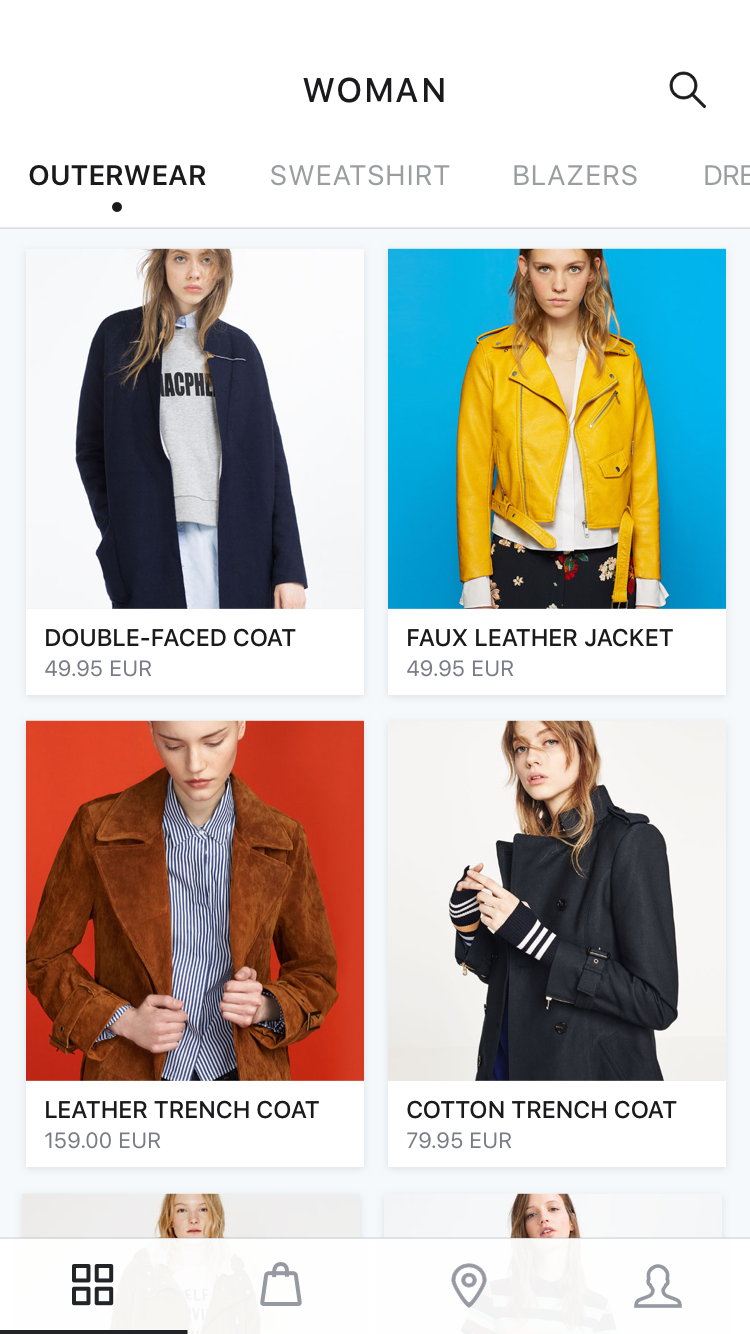 WOMAN
OUTERWEAR SWEATSHIRT BLAZERS DRE
DOUBLE-FACED COAT
49.95 EUR
FAUX LEATHER JACKET
49.95 EUR
LEATHER TRENCH COAT
159.00 EUR
COTTON TRENCH COAT
79.95 EUR